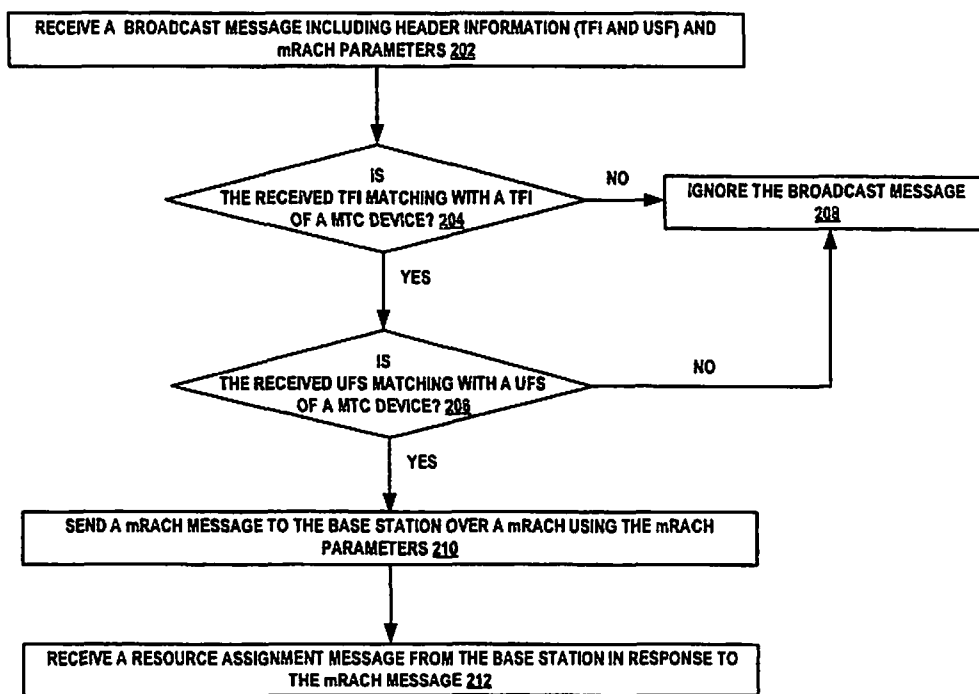 RECEIVE A BROADCAST MESSAGE INCLUDING HEADER INFORMATION (TFI AND USF) AND
mRACH PARAMETERS 202
IS
THE RECEIVED TFI MATCHING WITH A TFI
OF A MTC DEVICE? 204
NO
IGNORE THE BROADCAST MESSAGE
208
YES
IS
THE RECEIVED UFS MATCHING WITH A UFS
OF A MTC DEVICE? 206
NO
YES
SEND A mRACH MESSAGE TO THE BASE STATION OVER A mRACH USING THE mRACH
PARAMETERS 210
RECEIVE A RESOURCE ASSIGNMENT MESSAGE FROM THE BASE STATION IN RESPONSE TO
THE mRACH MESSAGE 212